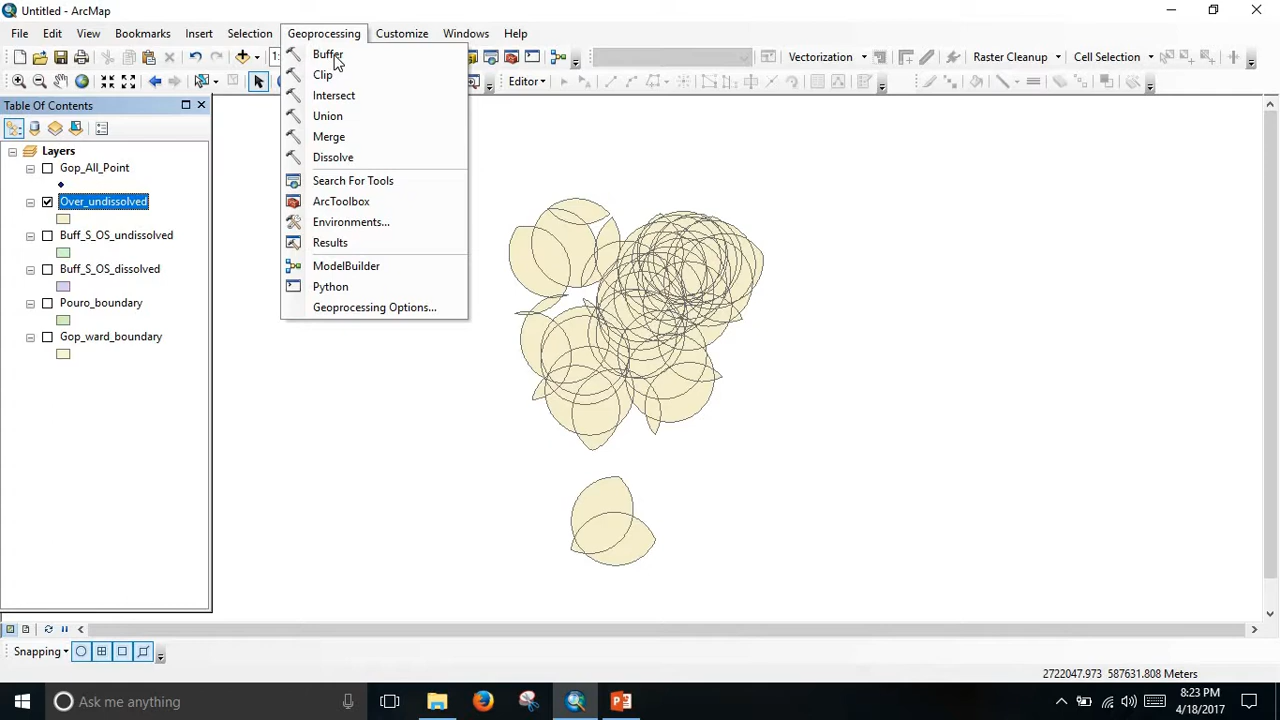 Untitled - ArcMap
File Edit View Bookmarks Insert Selection Geoprocessing Customize Windows Help
Vectorization Raster Cleanup Cell Selection
Editor
Table Of Contents
Layers
Gop_All_Point
Over_undissolved
Buff_S_OS_undissolved
Buff_S_OS_dissolved
Pouro_boundary
Gop_ward_boundary
Buffer
Clip
Intersect
Union
Merge
Dissolve
Search For Tools
ArcToolbox
Environments...
Results
ModelBuilder
Python
Geoprocessing Options...
Snapping
2722047.973 587631.808 Meters
Ask me anything
8:23 PM
4/18/2017